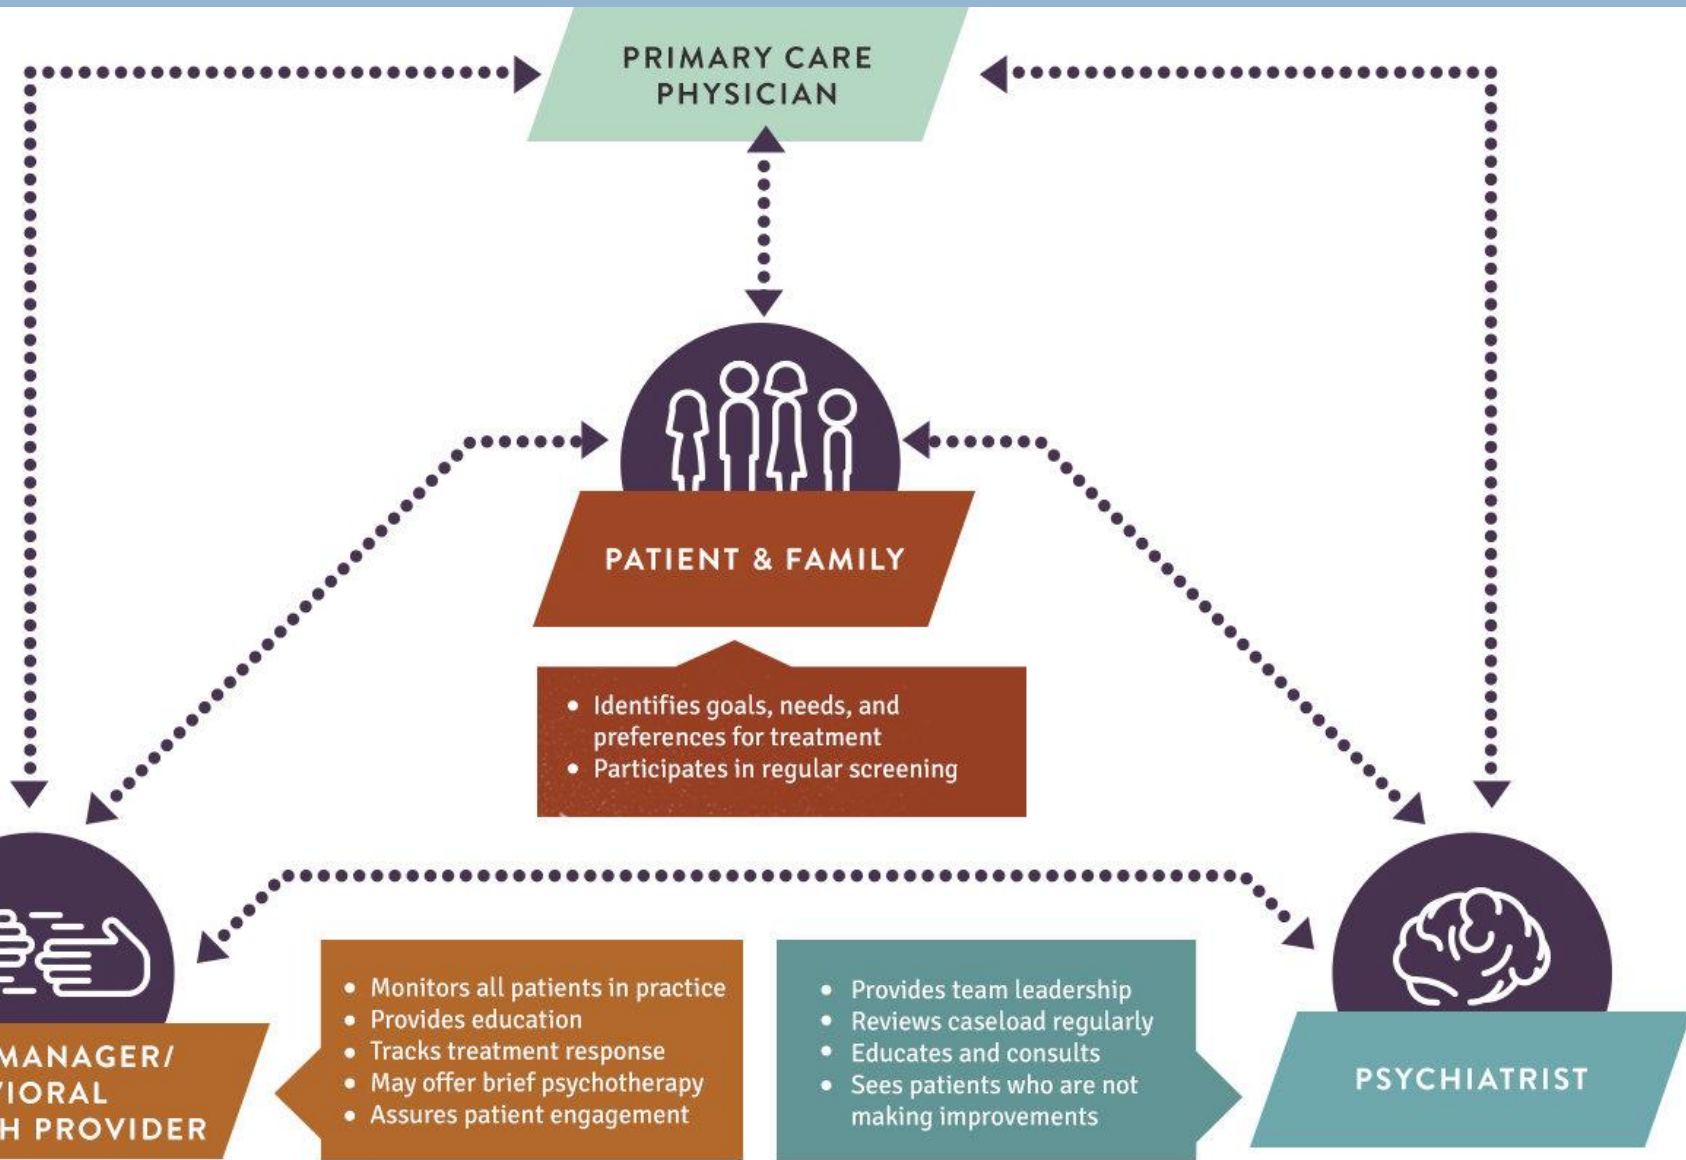 PRIMARY CARE
PHYSICIAN
PATIENT & FAMILY
• Identifies goals, needs, and
preferences for treatment
• Participates in regular screening
MANAGER/
VIORAL
H PROVIDER
• Monitors all patients in practice
• Provides education
• Tracks treatment response
• May offer brief psychotherapy
• Assures patient engagement
• Provides team leadership
• Reviews caseload regularly
• Educates and consults
• Sees patients who are not
making improvements
PSYCHIATRIST